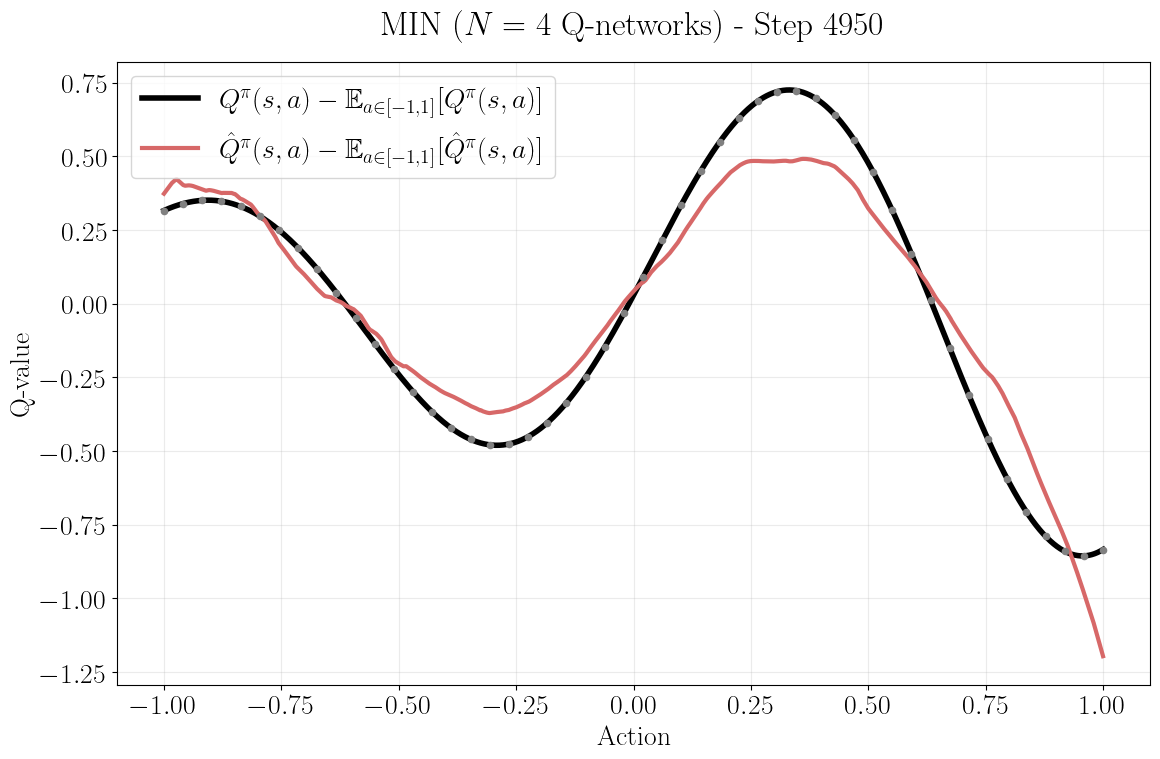 MIN (N = 4 Q-networks) - Step 4950
Q^π(s, a) − 𝔼_{a∈[−1,1]}[Q^π(s, a)]
Q̂^π(s, a) − 𝔼_{a∈[−1,1]}[Q̂^π(s, a)]
0.75
0.50
0.25
0.00
−0.25
−0.50
−0.75
−1.00
−1.25
Q-value
−1.00 −0.75 −0.50 −0.25 0.00 0.25 0.50 0.75 1.00
Action